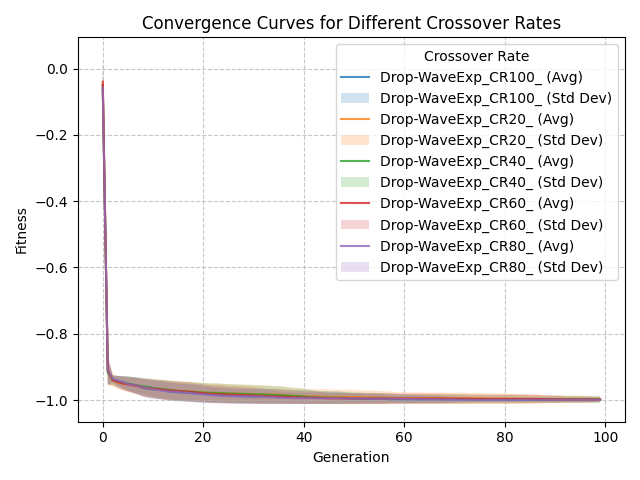 Convergence Curves for Different Crossover Rates
Fitness
0.0
−0.2
−0.4
−0.6
−0.8
−1.0
Crossover Rate
Drop-WaveExp_CR100_ (Avg)
Drop-WaveExp_CR100_ (Std Dev)
Drop-WaveExp_CR20_ (Avg)
Drop-WaveExp_CR20_ (Std Dev)
Drop-WaveExp_CR40_ (Avg)
Drop-WaveExp_CR40_ (Std Dev)
Drop-WaveExp_CR60_ (Avg)
Drop-WaveExp_CR60_ (Std Dev)
Drop-WaveExp_CR80_ (Avg)
Drop-WaveExp_CR80_ (Std Dev)
0 20 40 60 80 100
Generation